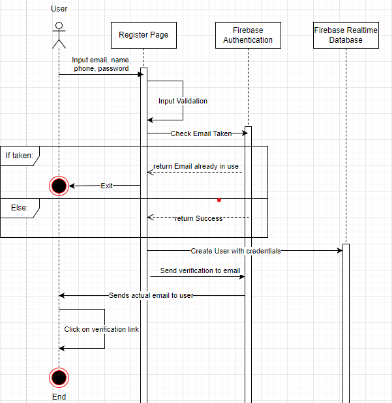 User
Register Page
Firebase
Authentication
Firebase Realtime
Database
Input email, name
phone, password
Input Validation
Check Email Taken
If taken:
return Email already in use
Exit
Else:
return Success
Create User with credentials
Send verification to email
Sends actual email to user
Click on verification link
End